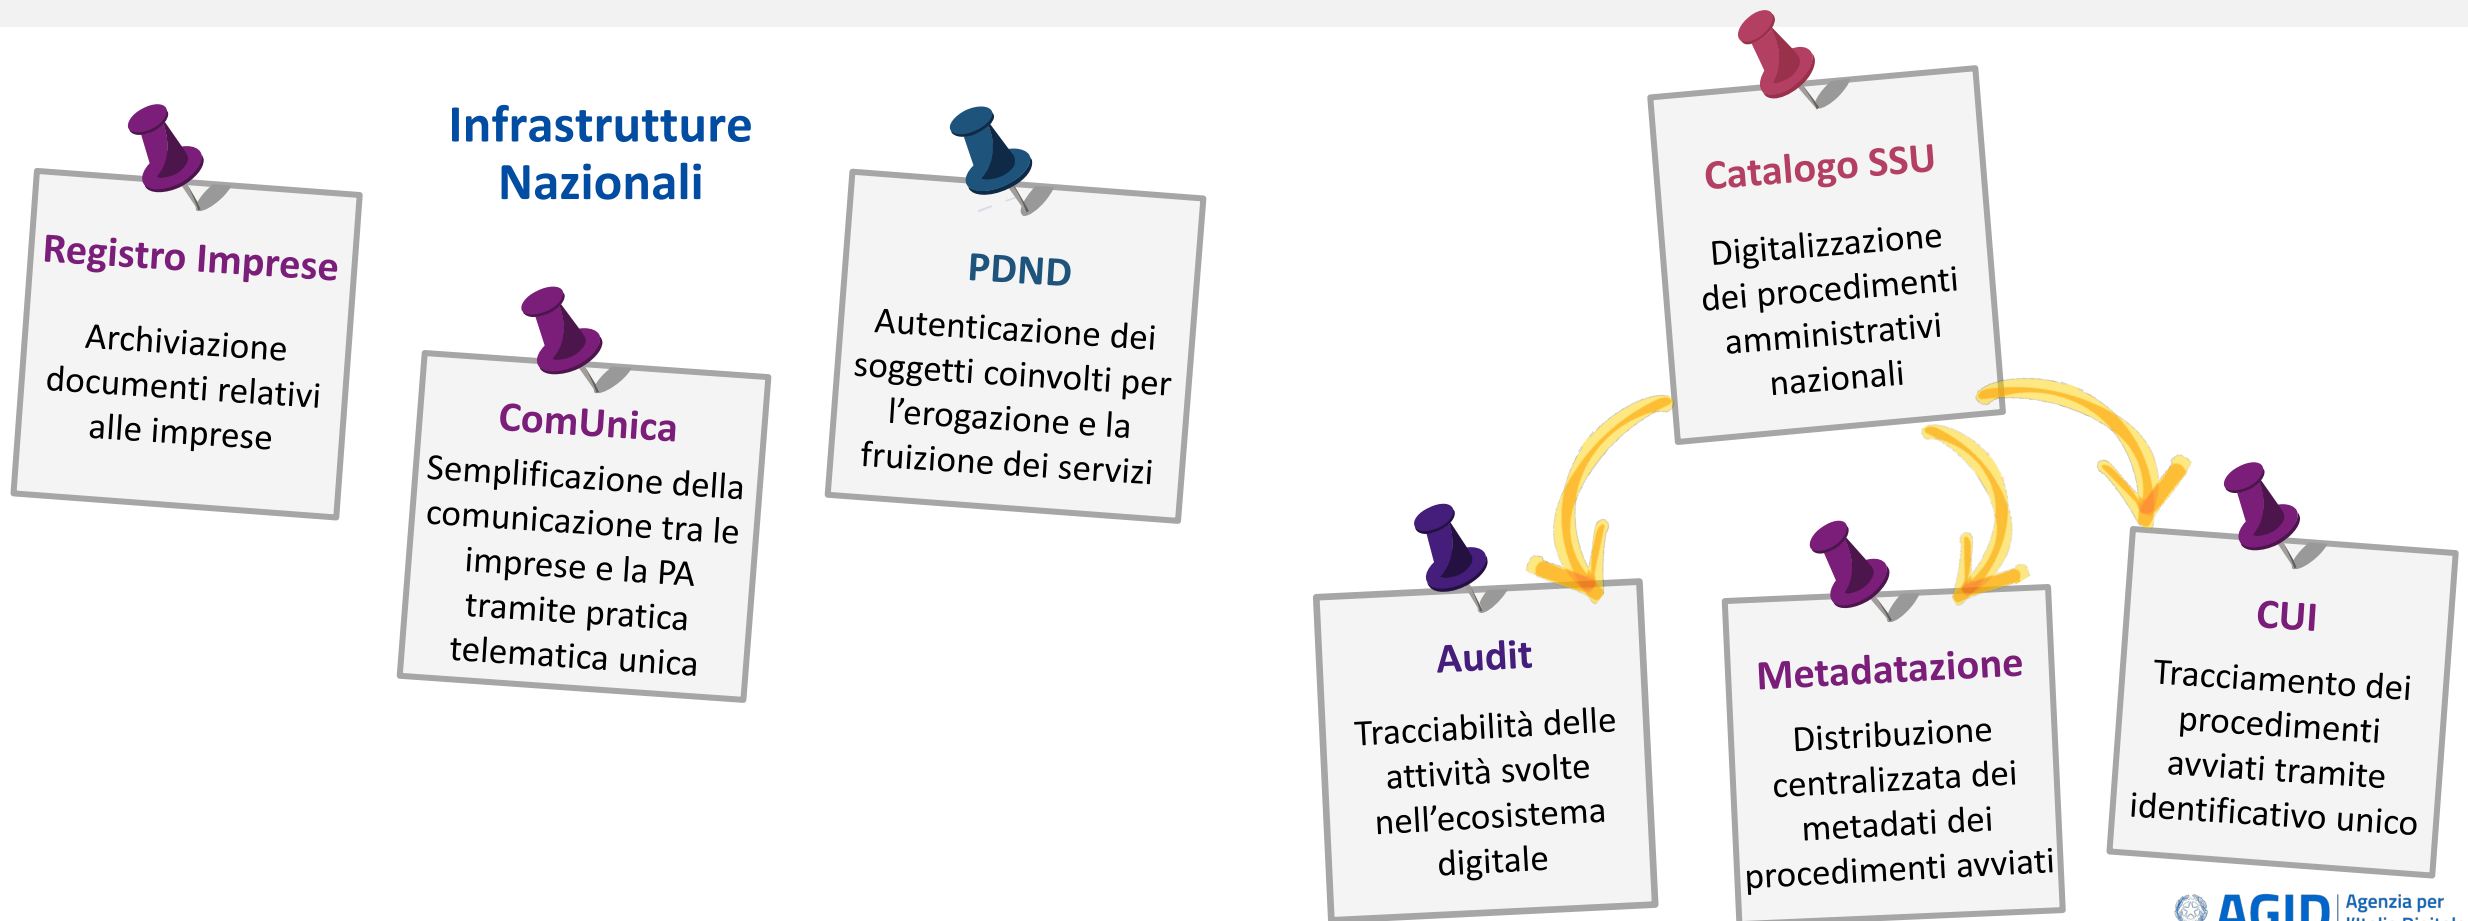 Infrastrutture
Nazionali
Registro Imprese
Archiviazione
documenti relativi
alle imprese
ComUnica
Semplificazione della
comunicazione tra le
imprese e la PA
tramite pratica
telematica unica
PDND
Autenticazione dei
soggetti coinvolti per
l'erogazione e la
fruizione dei servizi
Catalogo SSU
Digitalizzazione
dei procedimenti
amministrativi
nazionali
Audit
Tracciabilità delle
attività svolte
nell'ecosistema
digitale
Metadatazione
Distribuzione
centralizzata dei
metadati dei
procedimenti avviati
CUI
Tracciamento dei
procedimenti
avviati tramite
identificativo unico
AGID
Agenzia per